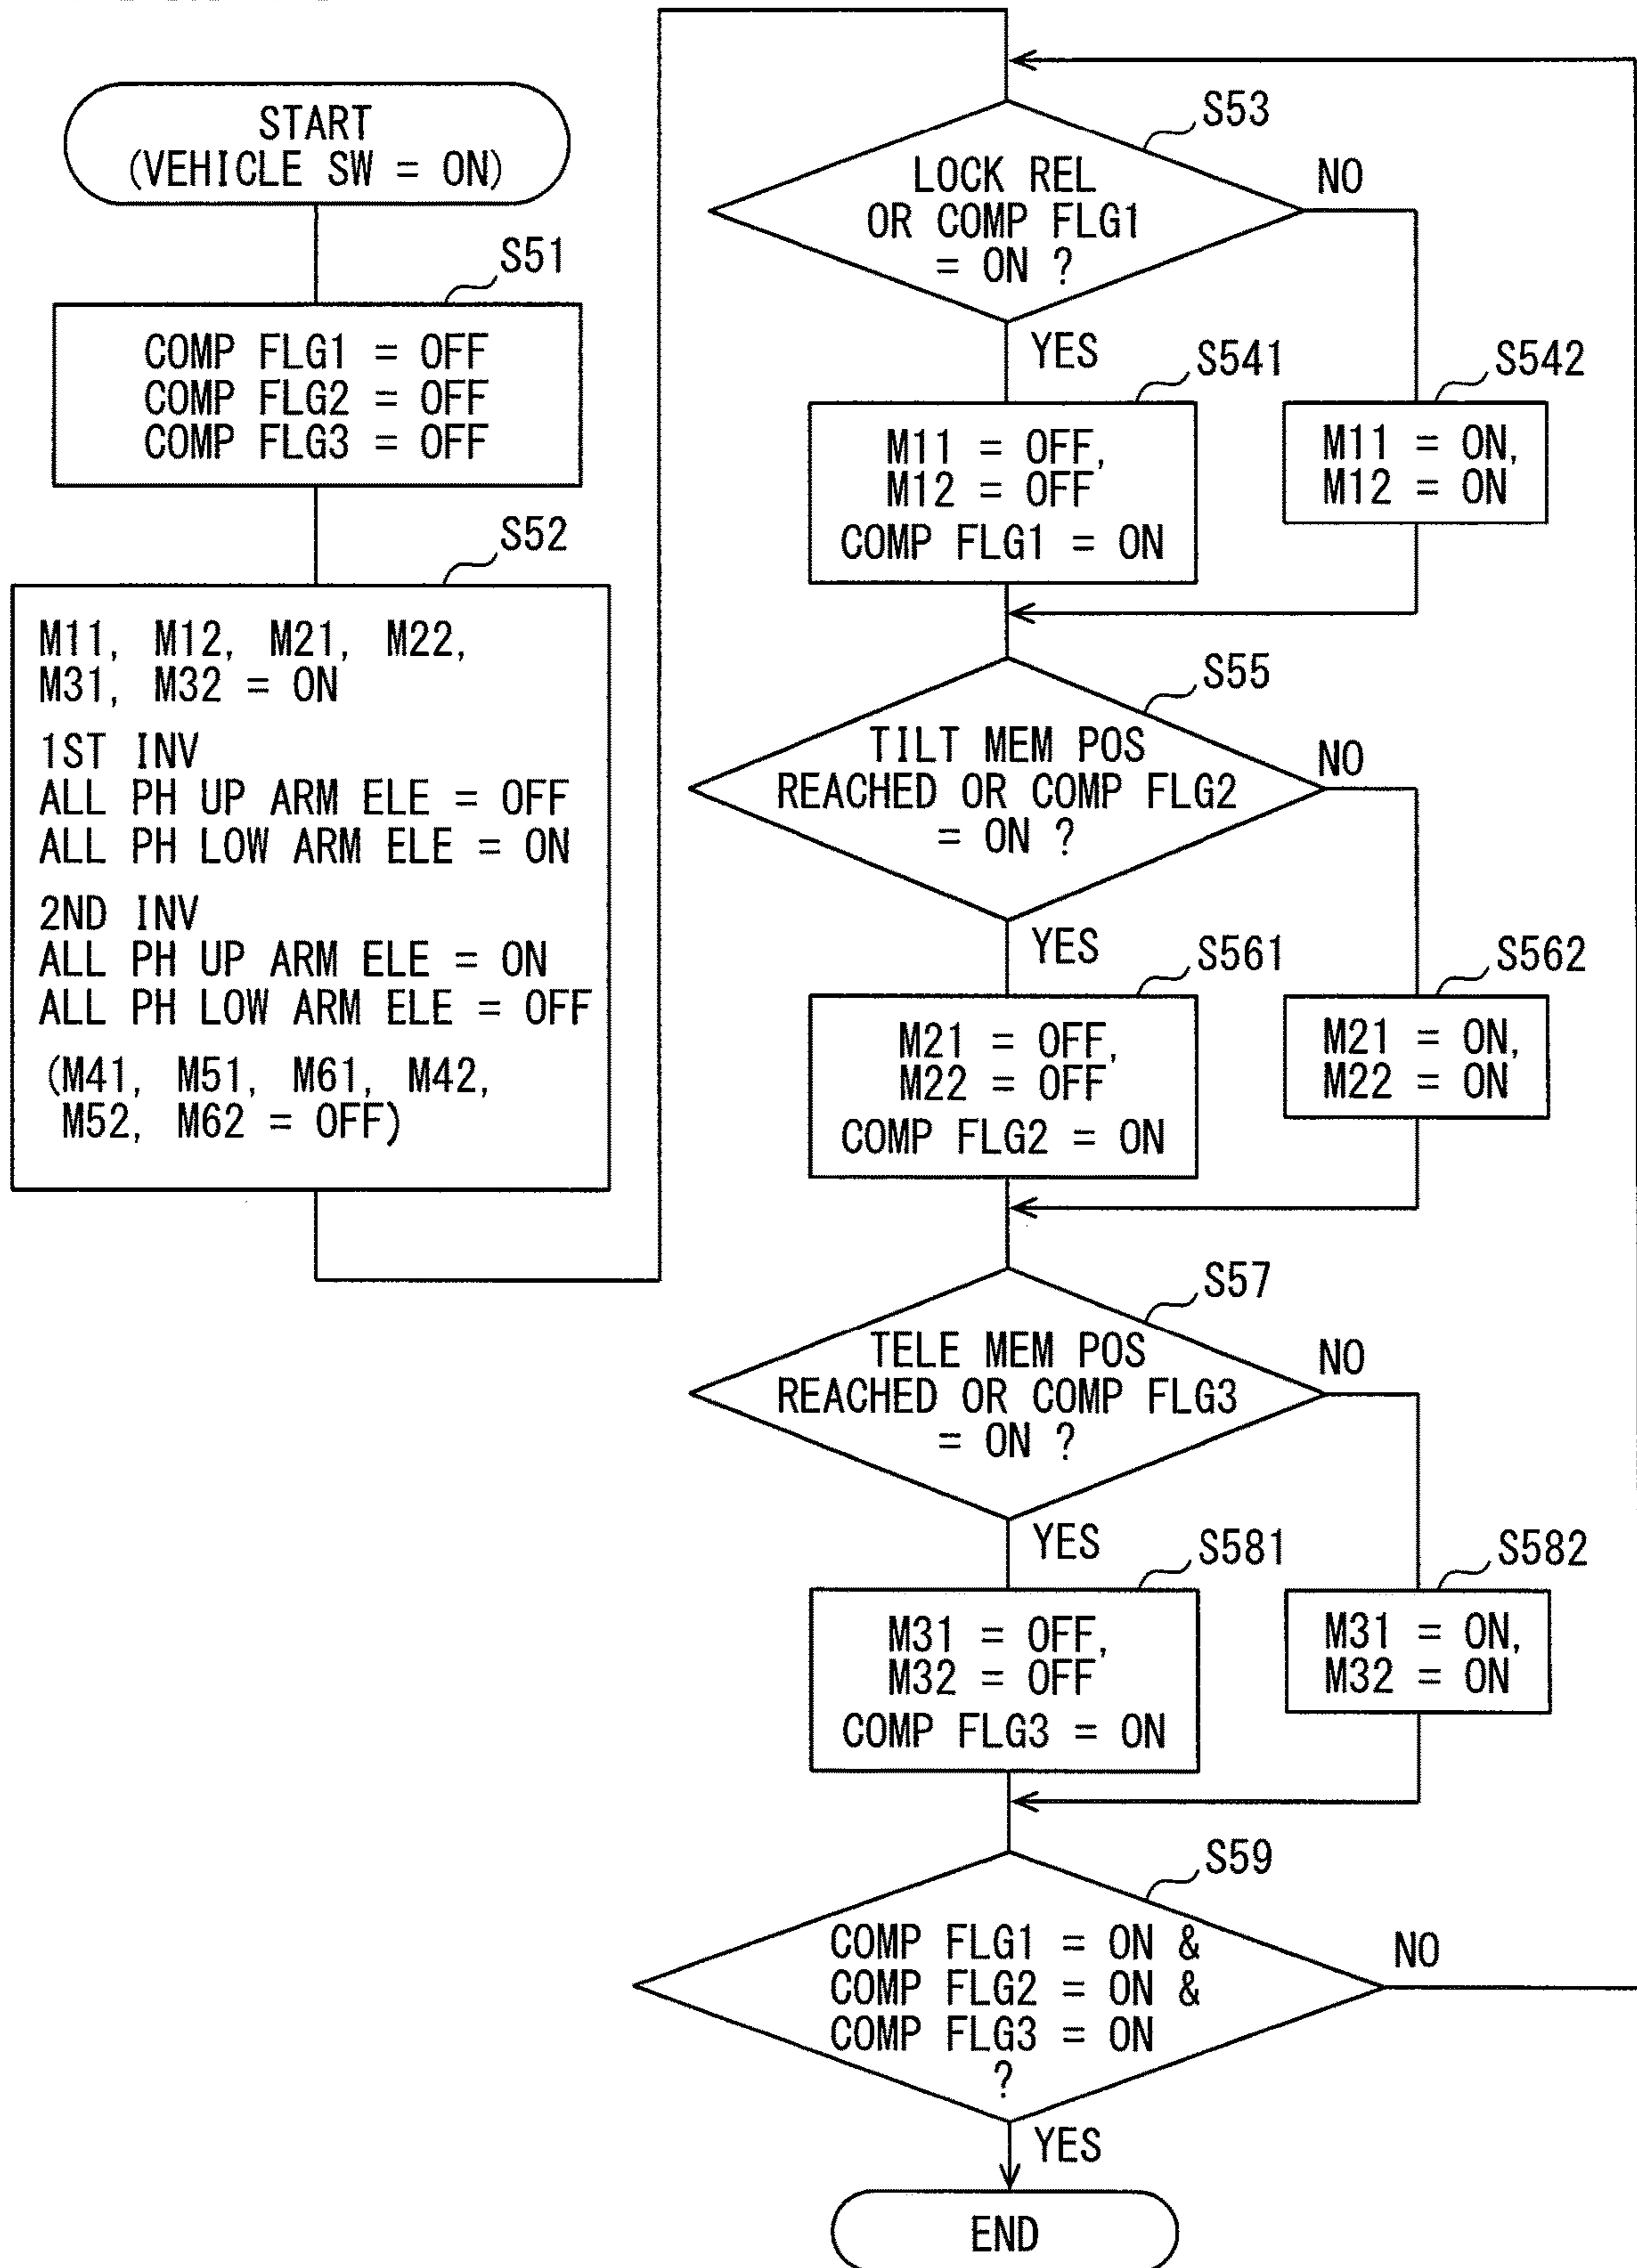 START
(VEHICLE SW = ON)
S51
COMP FLG1 = OFF
COMP FLG2 = OFF
COMP FLG3 = OFF
S52
M11, M12, M21, M22,
M31, M32 = ON
1ST INV
ALL PH UP ARM ELE = OFF
ALL PH LOW ARM ELE = ON
2ND INV
ALL PH UP ARM ELE = ON
ALL PH LOW ARM ELE = OFF
(M41, M51, M61, M42,
M52, M62 = OFF)
S53
LOCK REL
OR COMP FLG1
= ON ?
NO
YES
S541
M11 = OFF,
M12 = OFF
COMP FLG1 = ON
S542
M11 = ON,
M12 = ON
S55
TILT MEM POS
REACHED OR COMP FLG2
= ON ?
NO
YES
S561
M21 = OFF,
M22 = OFF
COMP FLG2 = ON
S562
M21 = ON,
M22 = ON
S57
TELE MEM POS
REACHED OR COMP FLG3
= ON ?
NO
YES
S581
M31 = OFF,
M32 = OFF
COMP FLG3 = ON
S582
M31 = ON,
M32 = ON
S59
COMP FLG1 = ON &
COMP FLG2 = ON &
COMP FLG3 = ON
?
NO
YES
END